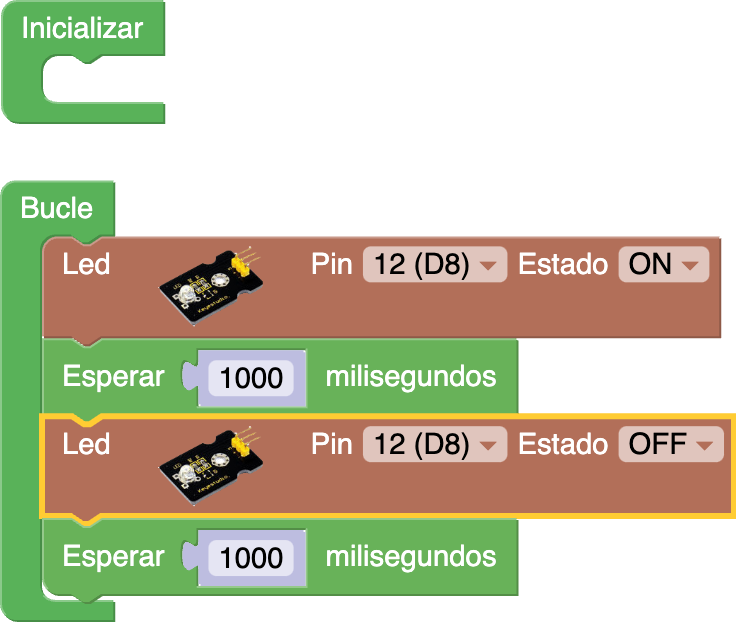 Inicializar
Bucle
Led Pin 12 (D8) Estado ON
Esperar 1000 milisegundos
Led Pin 12 (D8) Estado OFF
Esperar 1000 milisegundos